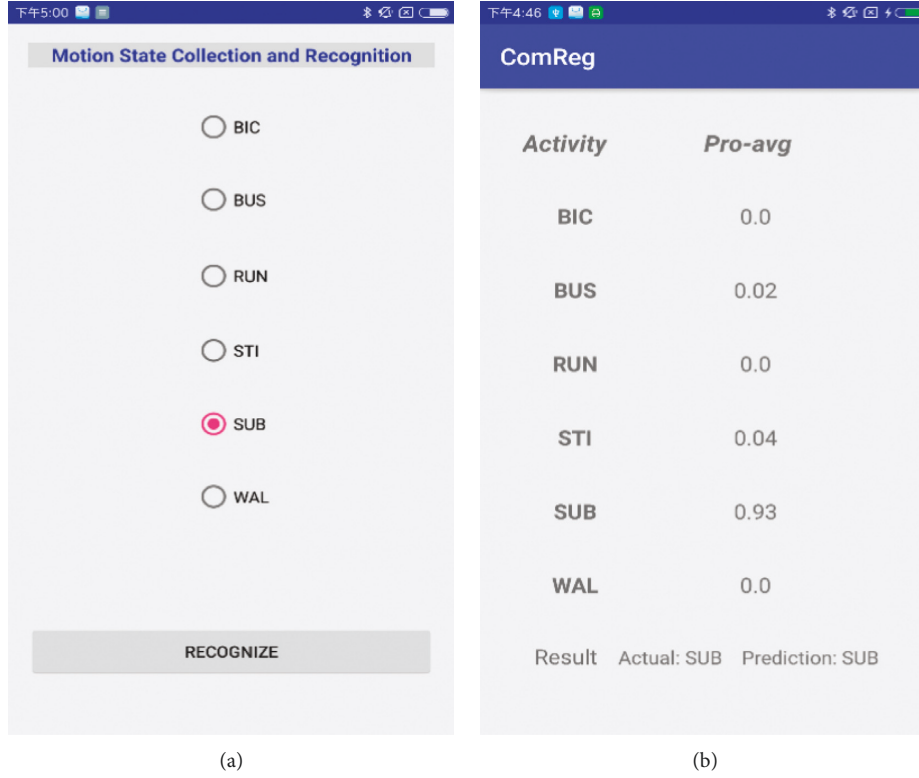 下午5:00
Motion State Collection and Recognition
BIC
BUS
RUN
STI
SUB
WAL
RECOGNIZE
(a)
下午4:46
ComReg
Activity Pro-avg
BIC 0.0
BUS 0.02
RUN 0.0
STI 0.04
SUB 0.93
WAL 0.0
Result Actual: SUB Prediction: SUB
(b)